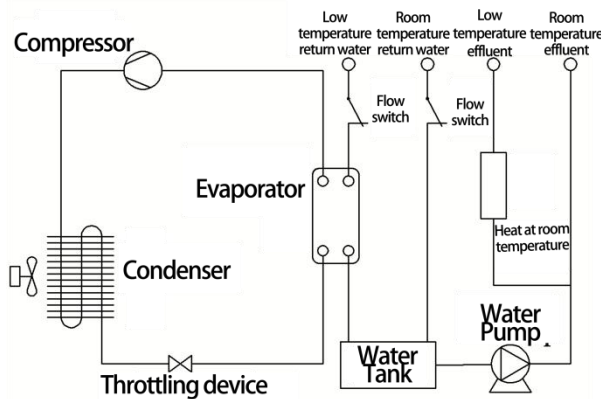 Low
temperature
return water
Room
temperature
return water
Low
temperature
effluent
Room
temperature
effluent
Compressor
Flow
switch
Flow
switch
Evaporator
Heat at room
temperature
Condenser
Water
Pump
Water
Tank
Throttling device